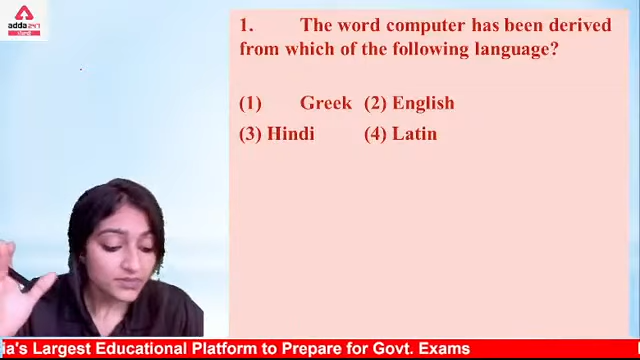 adda247
ਪੰਜਾਬੀ
1. The word computer has been derived
from which of the following language?
(1) Greek (2) English
(3) Hindi (4) Latin
ia's Largest Educational Platform to Prepare for Govt. Exams